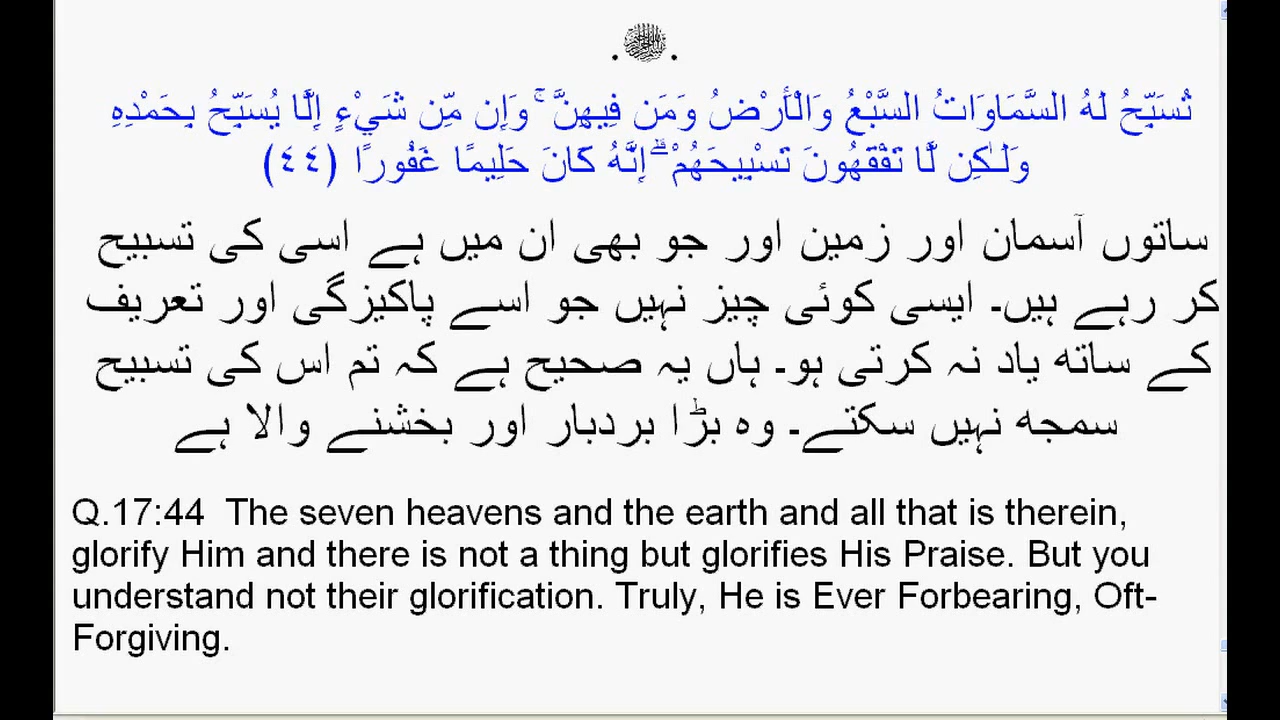 تُسَبِّحُ لَهُ السَّمَاوَاتُ السَّبْعُ وَالْأَرْضُ وَمَن فِيهِنَّ ۚ وَإِن مِّن شَيْءٍ إِلَّا يُسَبِّحُ بِحَمْدِهِ
وَلَـٰكِن لَّا تَفْقَهُونَ تَسْبِيحَهُمْ ۗ إِنَّهُ كَانَ حَلِيمًا غَفُورًا ﴿٤٤﴾
ساتوں آسمان اور زمین اور جو بھی ان میں ہے اسی کی تسبیح
کر رہے ہیں۔ ایسی کوئی چیز نہیں جو اسے پاکیزگی اور تعریف
کے ساتھ یاد نہ کرتی ہو۔ ہاں یہ صحیح ہے کہ تم اس کی تسبیح
سمجھ نہیں سکتے۔ وہ بڑا بردبار اور بخشنے والا ہے
Q.17:44  The seven heavens and the earth and all that is therein,
glorify Him and there is not a thing but glorifies His Praise. But you
understand not their glorification. Truly, He is Ever Forbearing, Oft-
Forgiving.